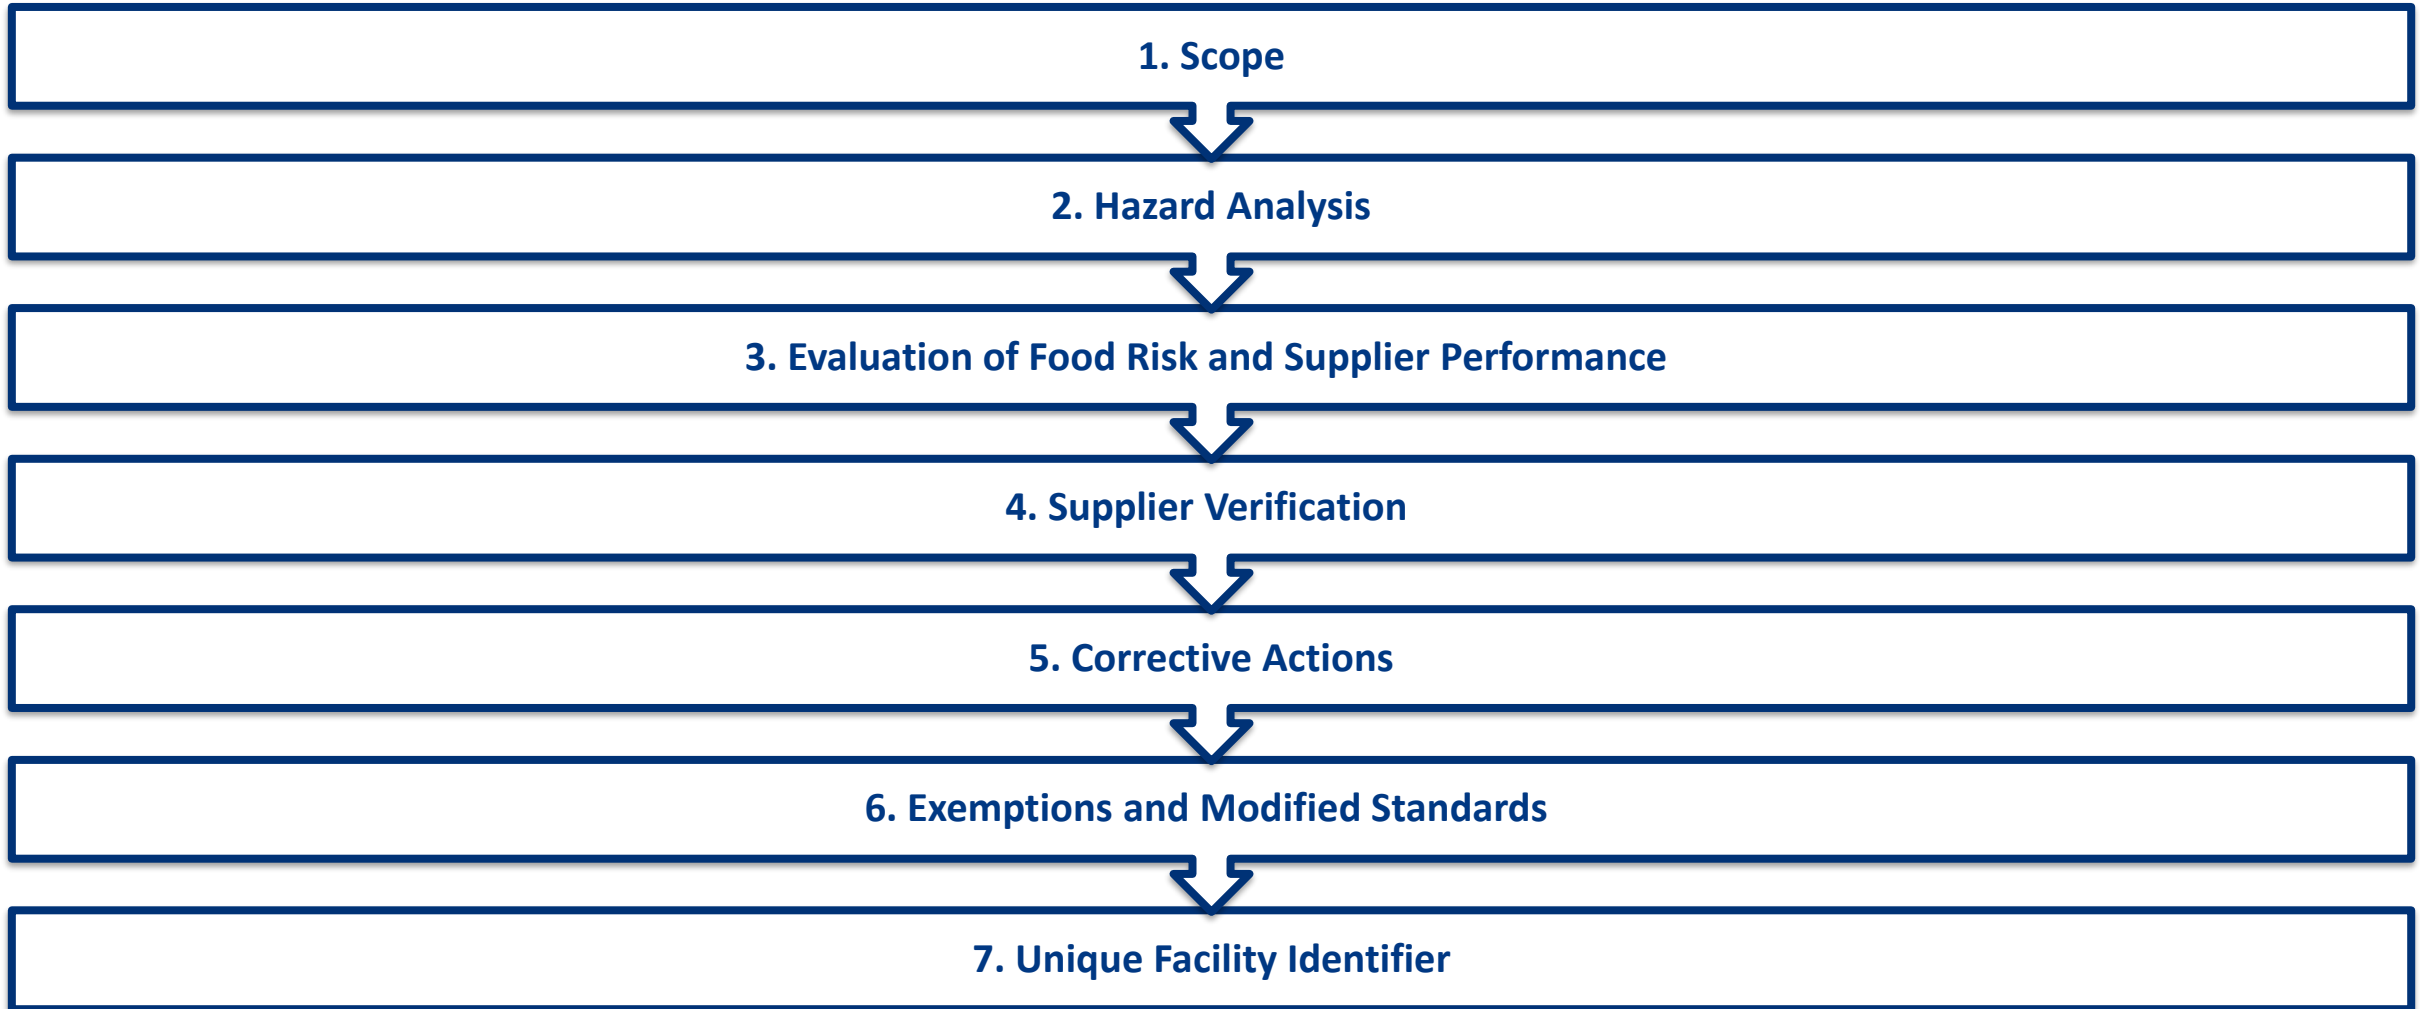 1. Scope
2. Hazard Analysis
3. Evaluation of Food Risk and Supplier Performance
4. Supplier Verification
5. Corrective Actions
6. Exemptions and Modified Standards
7. Unique Facility Identifier